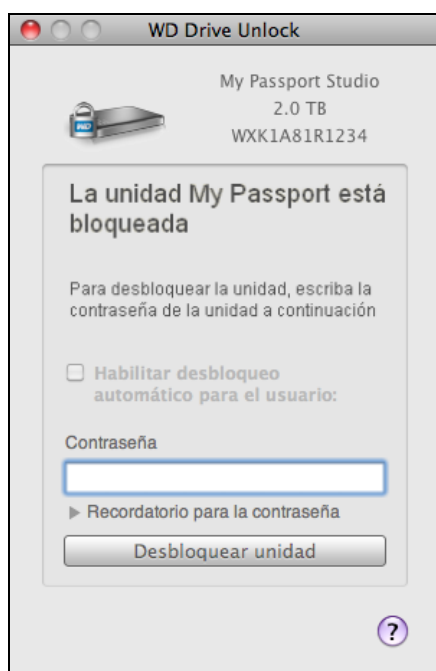 WD Drive Unlock
My Passport Studio
2.0 TB
WXK1A81R1234
WD
La unidad My Passport está
bloqueada
Para desbloquear la unidad, escriba la
contraseña de la unidad a continuación
Habilitar desbloqueo
automático para el usuario:
Contraseña
Recordatorio para la contraseña
Desbloquear unidad
?